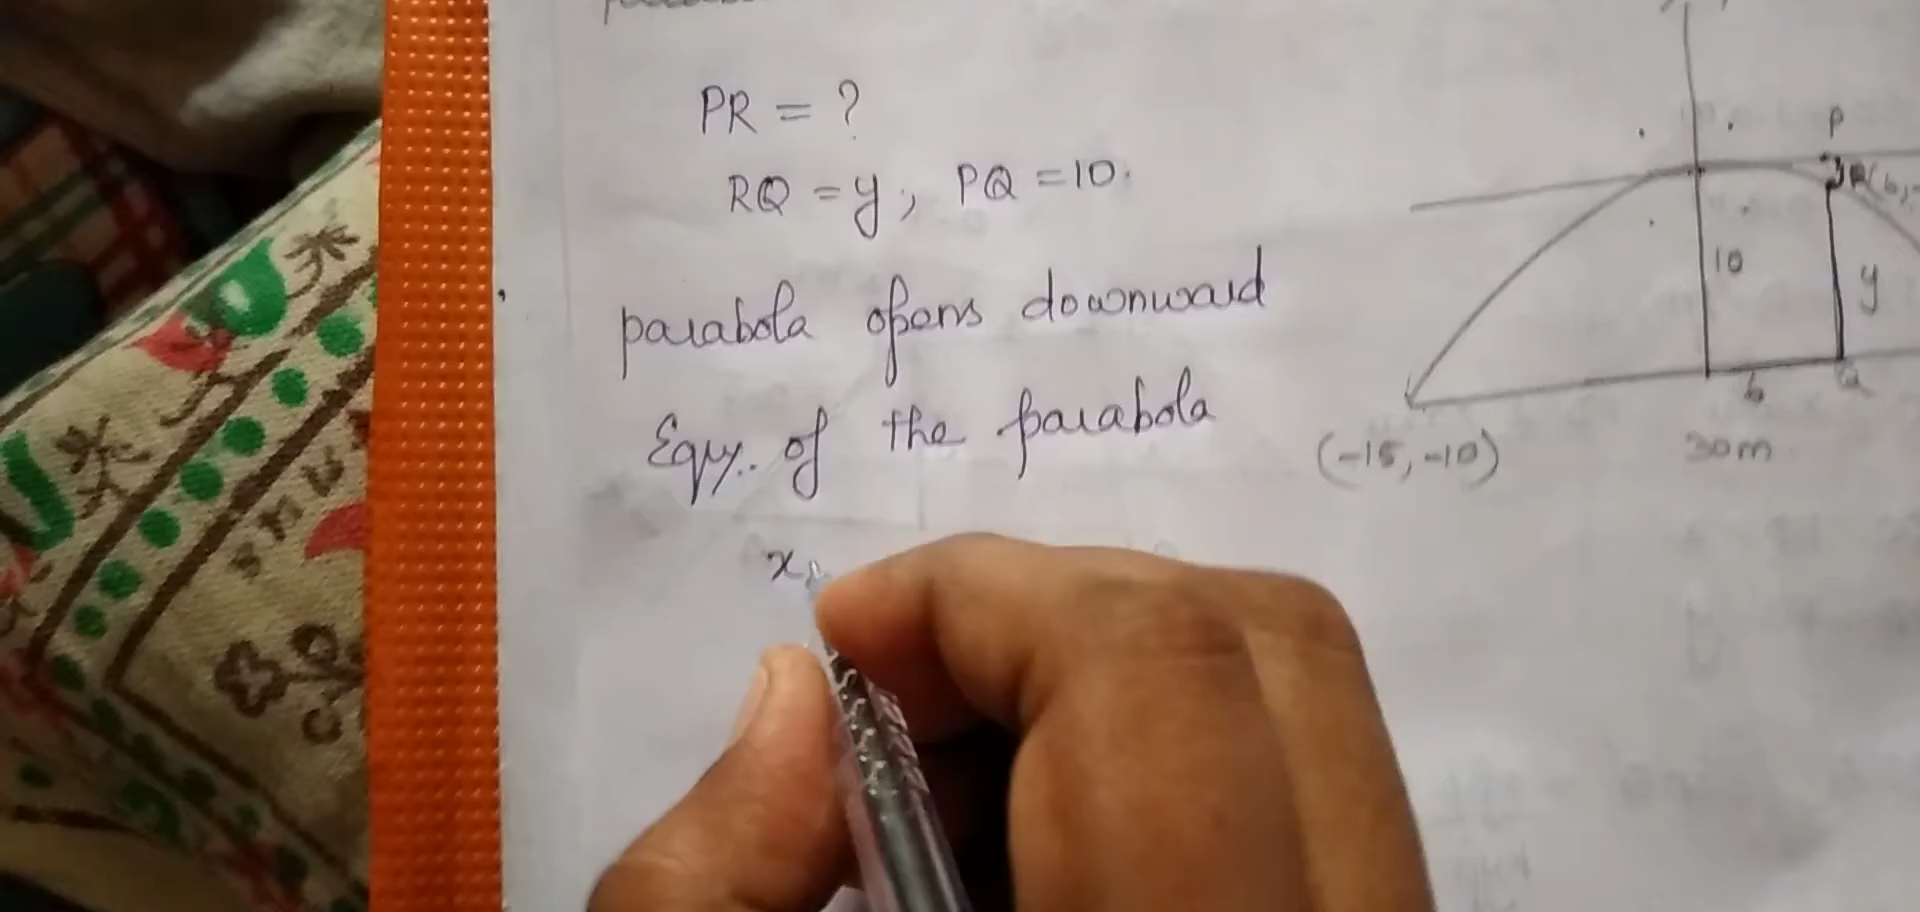 PR = ?
RQ = y; PQ = 10.
parabola opens downward
Eqn. of the parabola
x
P
10
y
6
Q
(-15, -10)
30m